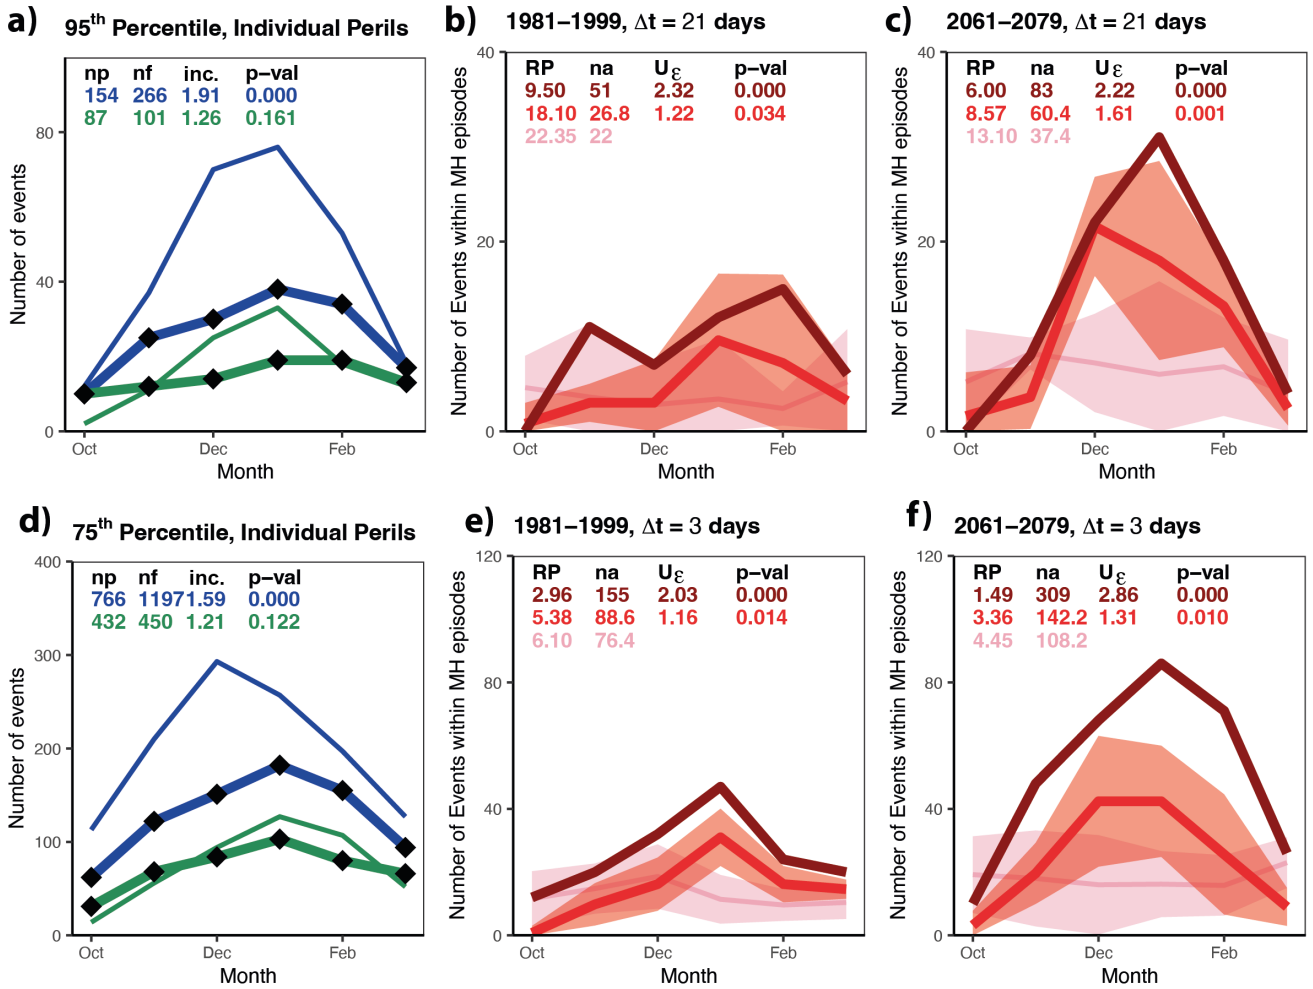 a) 95th Percentile, Individual Perils
np nf inc. p–val
154 266 1.91 0.000
87 101 1.26 0.161
80
40
0
Number of events
Oct Dec Feb
Month
b) 1981–1999, Δt = 21 days
RP na Uε p–val
9.50 51 2.32 0.000
18.10 26.8 1.22 0.034
22.35 22
40
20
0
Number of Events within MH episodes
Oct Dec Feb
Month
c) 2061–2079, Δt = 21 days
RP na Uε p–val
6.00 83 2.22 0.000
8.57 60.4 1.61 0.001
13.10 37.4
40
20
0
Number of Events within MH episodes
Oct Dec Feb
Month
d) 75th Percentile, Individual Perils
np nf inc. p–val
766 1197 1.59 0.000
432 450 1.21 0.122
400
300
200
100
0
Number of events
Oct Dec Feb
Month
e) 1981–1999, Δt = 3 days
RP na Uε p–val
2.96 155 2.03 0.000
5.38 88.6 1.16 0.014
6.10 76.4
120
80
40
0
Number of Events within MH episodes
Oct Dec Feb
Month
f) 2061–2079, Δt = 3 days
RP na Uε p–val
1.49 309 2.86 0.000
3.36 142.2 1.31 0.010
4.45 108.2
120
80
40
0
Number of Events within MH episodes
Oct Dec Feb
Month